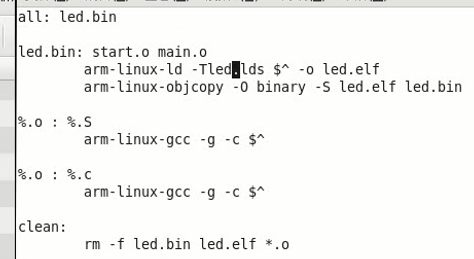 all: led.bin
led.bin: start.o main.o
arm-linux-ld -Tled.lds $^ -o led.elf
arm-linux-objcopy -O binary -S led.elf led.bin
%.o : %.S
arm-linux-gcc -g -c $^
%.o : %.c
arm-linux-gcc -g -c $^
clean:
rm -f led.bin led.elf *.o